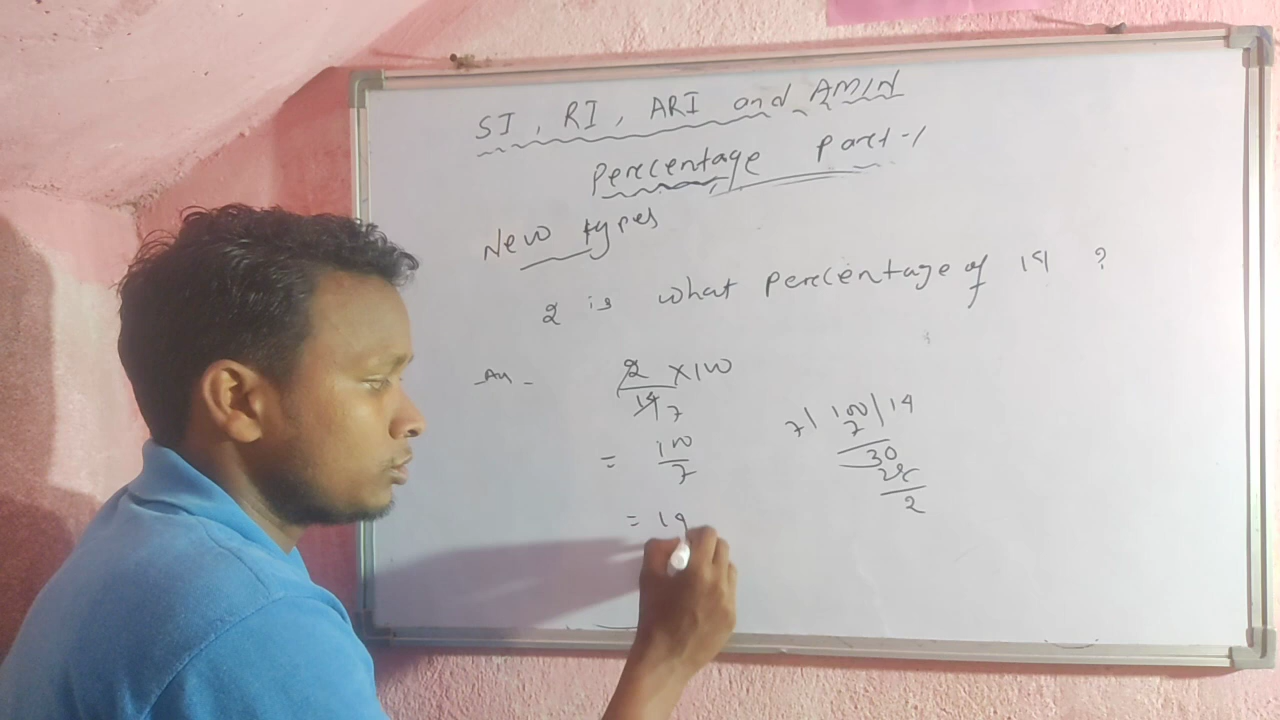 SI, RI, ARI and AMIN
Percentage Part-1
New types
2 is what percentage of 14 ?
Ans - 2/14 7 × 100
= 100/7
= 14
7) 100 (14
7
30
28
2